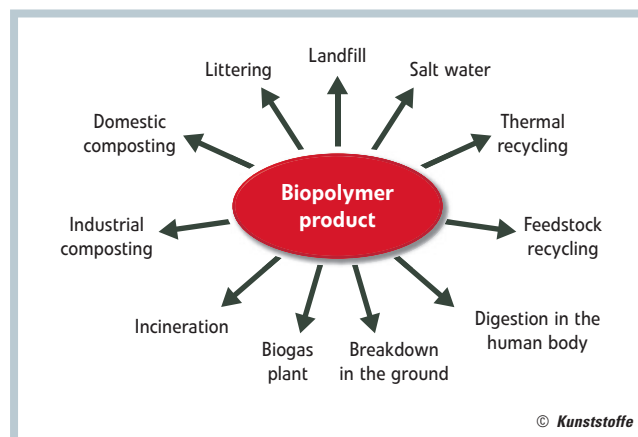 Landfill
Littering
Salt water
Domestic
composting
Thermal
recycling
Biopolymer
product
Industrial
composting
Feedstock
recycling
Incineration
Biogas
plant
Breakdown
in the ground
Digestion in the
human body
© Kunststoffe